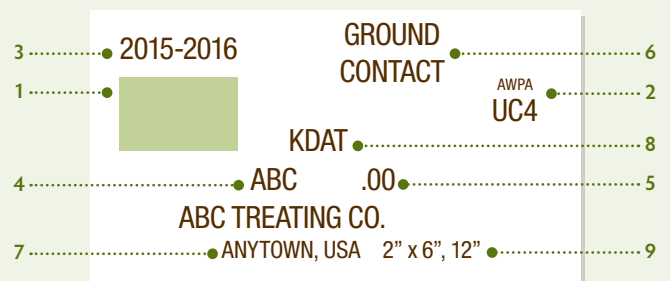 3 2015-2016 GROUND CONTACT 6
1 AWPA 2
UC4
KDAT 8
4 ABC .00 5
ABC TREATING CO.
7 ANYTOWN, USA 2” x 6”, 12” 9